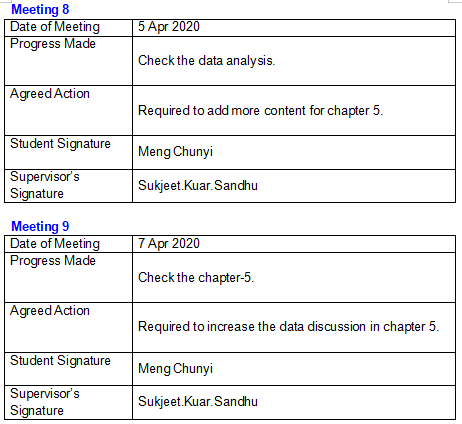 Meeting 8
Date of Meeting 5 Apr 2020
Progress Made
Check the data analysis.
Agreed Action
Required to add more content for chapter 5.
Student Signature
Meng Chunyi
Supervisor's
Signature
Sukjeet.Kuar.Sandhu
Meeting 9
Date of Meeting 7 Apr 2020
Progress Made
Check the chapter-5.
Agreed Action
Required to increase the data discussion in chapter 5.
Student Signature
Meng Chunyi
Supervisor's
Signature
Sukjeet.Kuar.Sandhu